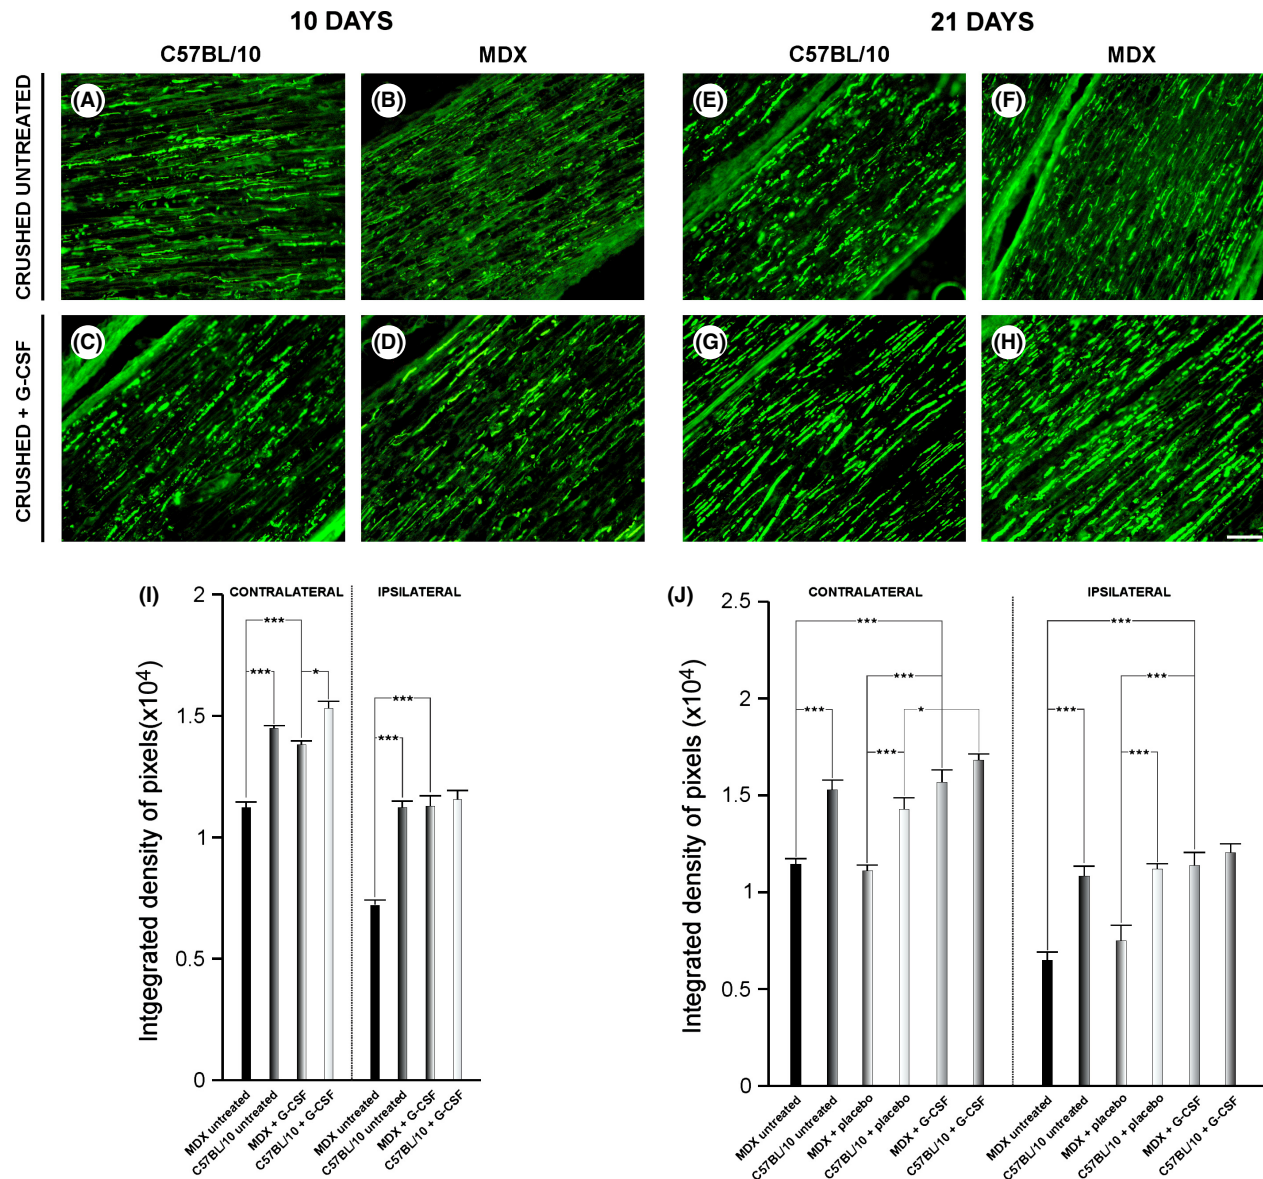 10 DAYS
21 DAYS
C57BL/10
MDX
C57BL/10
MDX
CRUSHED UNTREATED
(A)
(B)
(E)
(F)
CRUSHED + G-CSF
(C)
(D)
(G)
(H)
(I)
CONTRALATERAL
IPSILATERAL
Intgegrated density of pixels(x10⁴)
2
1.5
1
0.5
0
***
***
*
***
***
MDX untreated
C57BL/10 untreated
MDX + G-CSF
C57BL/10 + G-CSF
MDX untreated
C57BL/10 untreated
MDX + G-CSF
C57BL/10 + G-CSF
(J)
CONTRALATERAL
IPSILATERAL
Integrated density of pixels (x10⁴)
2.5
2
1.5
1
0.5
0
***
***
***
*
***
***
***
***
***
MDX untreated
C57BL/10 untreated
MDX + placebo
C57BL/10 + placebo
MDX + G-CSF
C57BL/10 + G-CSF
MDX untreated
C57BL/10 untreated
MDX + placebo
C57BL/10 + placebo
MDX + G-CSF
C57BL/10 + G-CSF